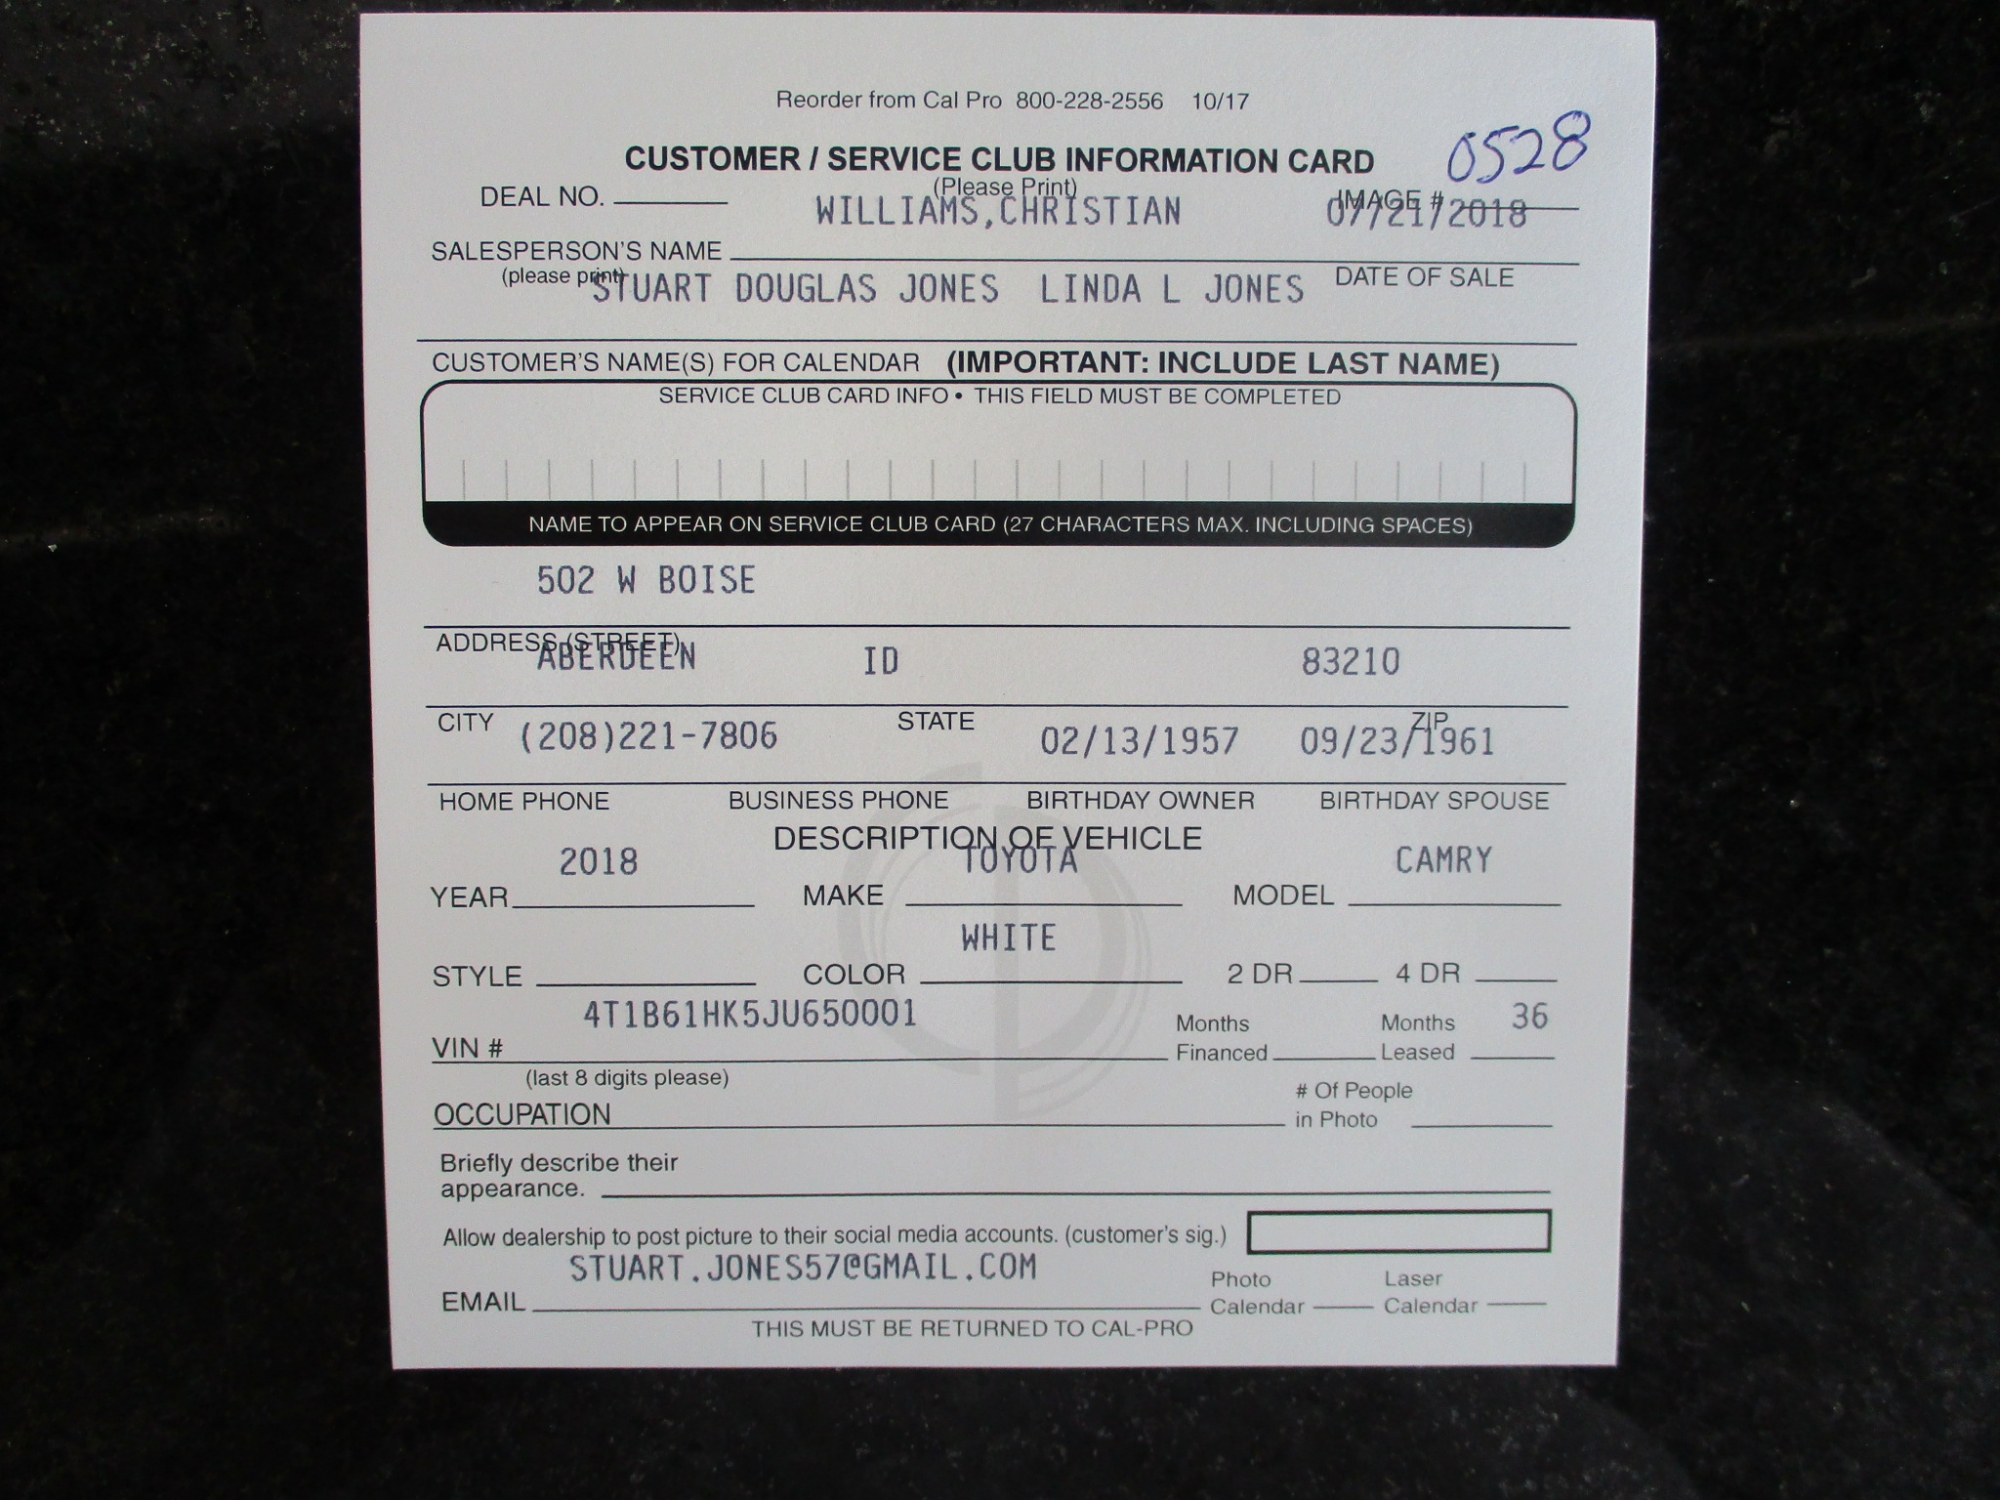 Reorder from Cal Pro 800-228-2556 10/17
0528
CUSTOMER / SERVICE CLUB INFORMATION CARD
(Please Print)
DEAL NO. IMAGE #
WILLIAMS,CHRISTIAN 07/21/2018
SALESPERSON'S NAME
(please print) DATE OF SALE
STUART DOUGLAS JONES LINDA L JONES
CUSTOMER'S NAME(S) FOR CALENDAR (IMPORTANT: INCLUDE LAST NAME)
SERVICE CLUB CARD INFO • THIS FIELD MUST BE COMPLETED
NAME TO APPEAR ON SERVICE CLUB CARD (27 CHARACTERS MAX. INCLUDING SPACES)
502 W BOISE
ADDRESS (STREET)
ABERDEEN ID 83210
CITY STATE ZIP
(208)221-7806 02/13/1957 09/23/1961
HOME PHONE BUSINESS PHONE BIRTHDAY OWNER BIRTHDAY SPOUSE
DESCRIPTION OF VEHICLE
2018 TOYOTA CAMRY
YEAR MAKE MODEL
WHITE
STYLE COLOR 2 DR 4 DR
4T1B61HK5JU650001 36
VIN # Months Financed Months Leased
(last 8 digits please)
OCCUPATION # Of People in Photo
Briefly describe their
appearance.
Allow dealership to post picture to their social media accounts. (customer's sig.)
STUART.JONES57@GMAIL.COM
EMAIL Photo Calendar Laser Calendar
THIS MUST BE RETURNED TO CAL-PRO